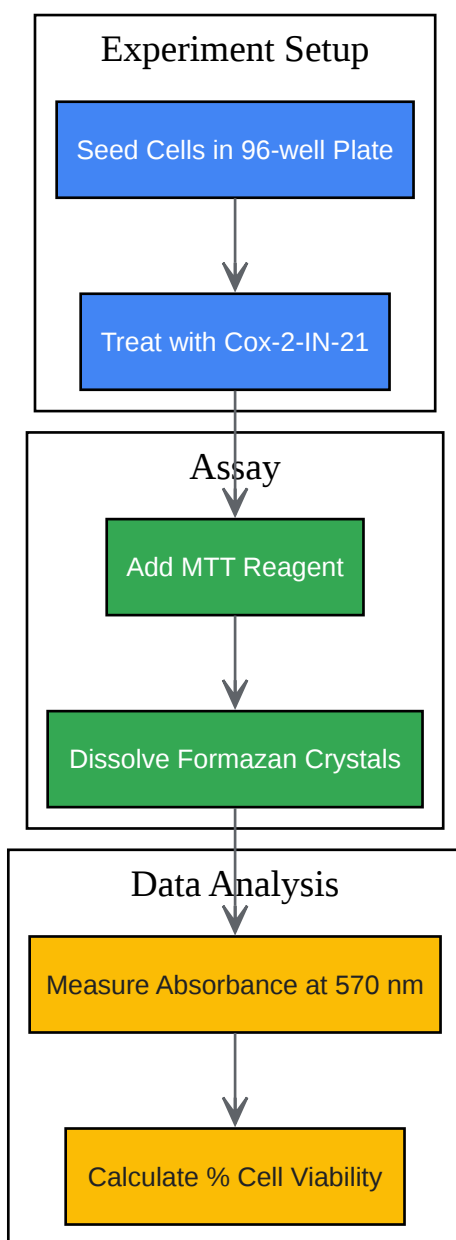 Experiment Setup
Seed Cells in 96-well Plate
Treat with Cox-2-IN-21
Assay
Add MTT Reagent
Dissolve Formazan Crystals
Data Analysis
Measure Absorbance at 570 nm
Calculate % Cell Viability